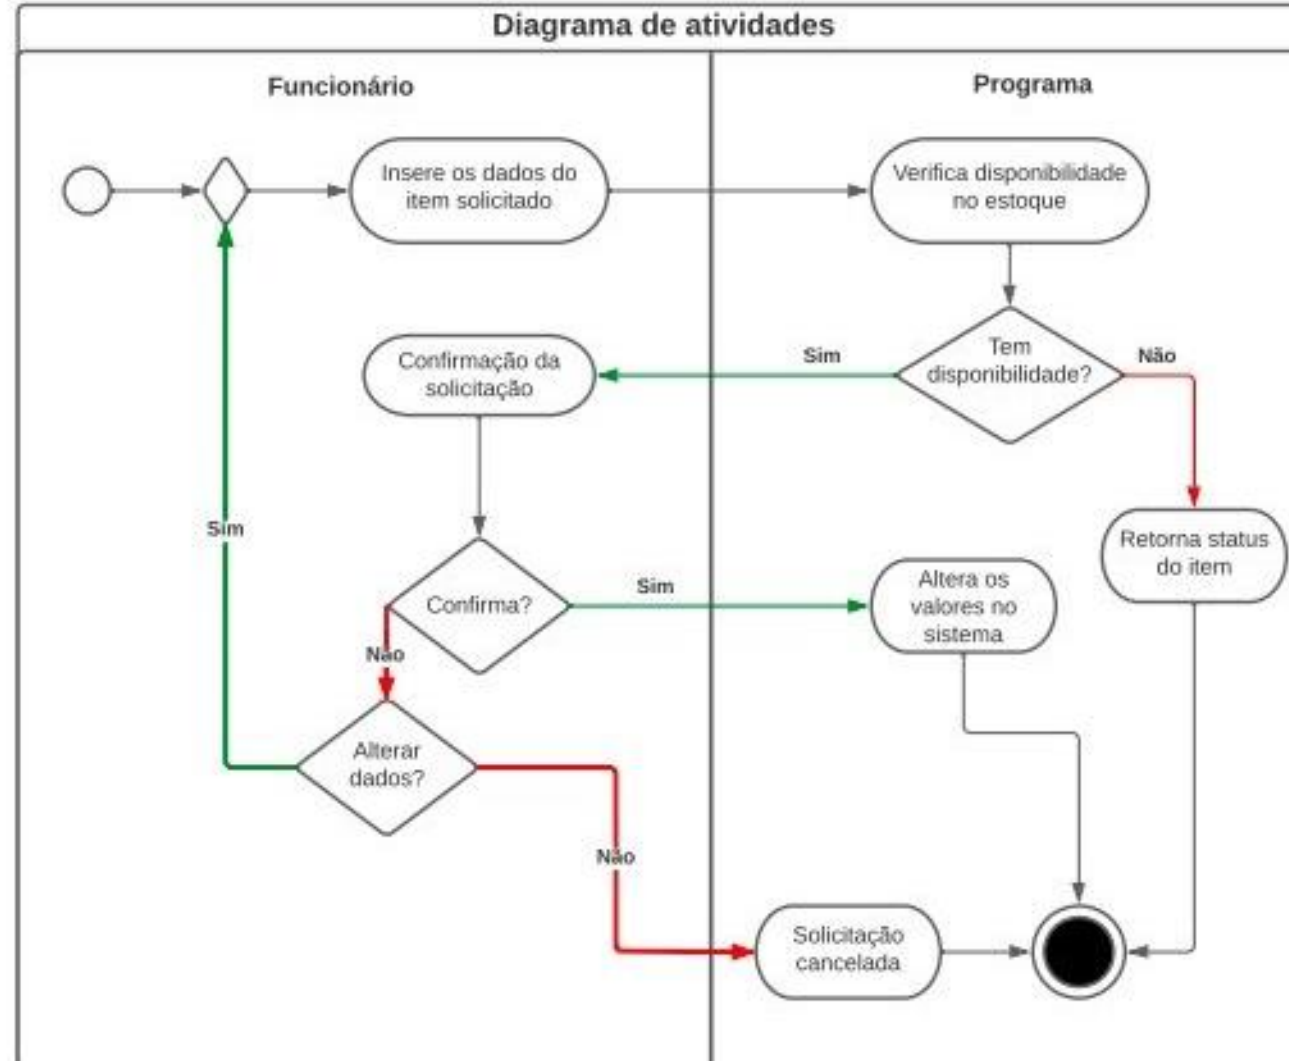 Diagrama de atividades
Funcionário
Programa
Insere os dados do
item solicitado
Verifica disponibilidade
no estoque
Tem
disponibilidade?
Sim
Não
Confirmação da
solicitação
Sim
Retorna status
do item
Confirma?
Sim
Altera os
valores no
sistema
Não
Alterar
dados?
Não
Solicitação
cancelada